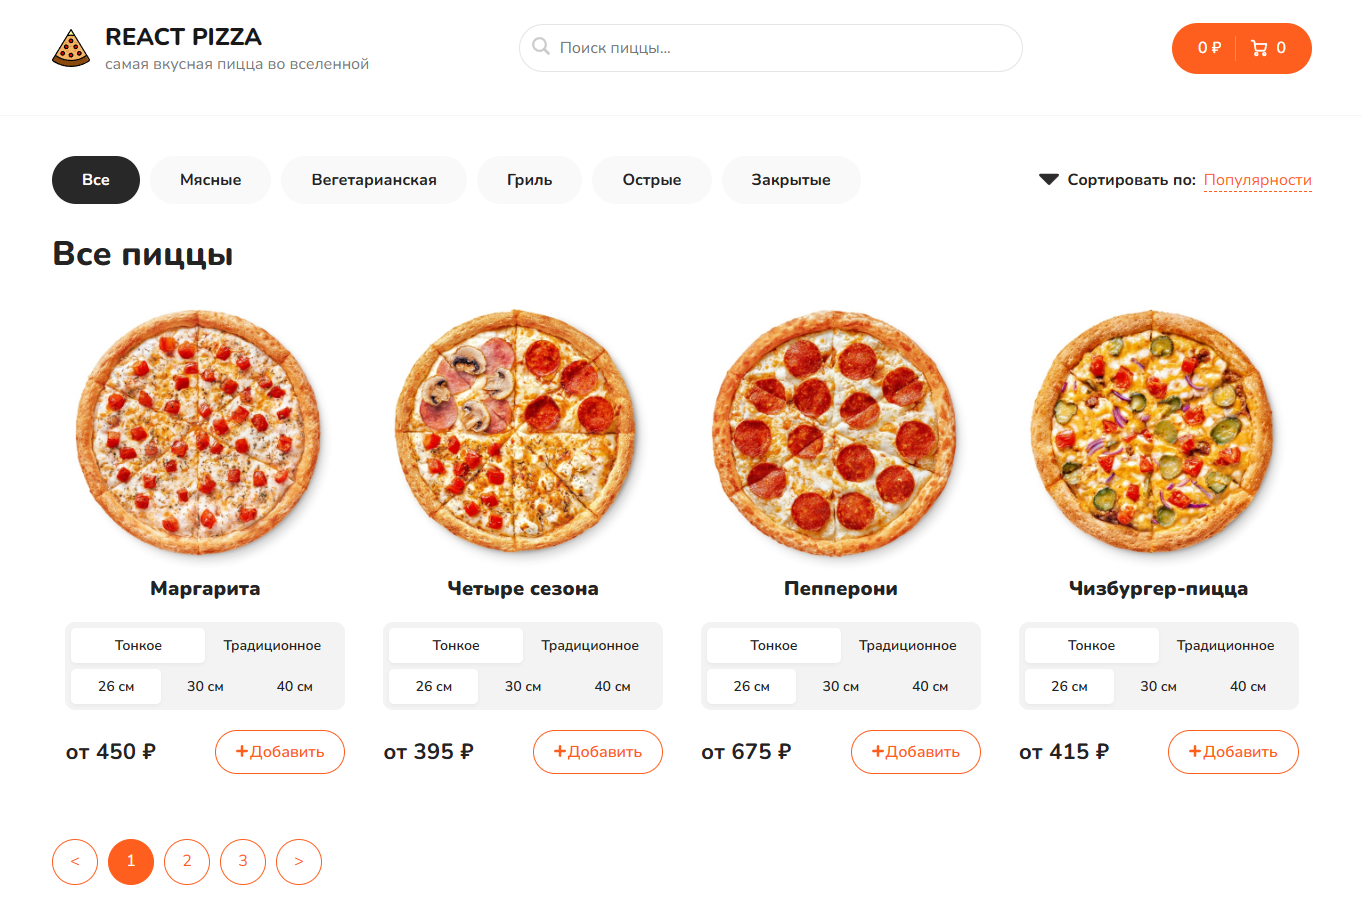 REACT PIZZA
самая вкусная пицца во вселенной
Поиск пиццы...
0 ₽ 0
Все Мясные Вегетарианская Гриль Острые Закрытые
Сортировать по: Популярности
Все пиццы
Маргарита Четыре сезона Пепперони Чизбургер-пицца
Тонкое Традиционное Тонкое Традиционное Тонкое Традиционное Тонкое Традиционное
26 см 30 см 40 см 26 см 30 см 40 см 26 см 30 см 40 см 26 см 30 см 40 см
от 450 ₽ +Добавить от 395 ₽ +Добавить от 675 ₽ +Добавить от 415 ₽ +Добавить
< 1 2 3 >